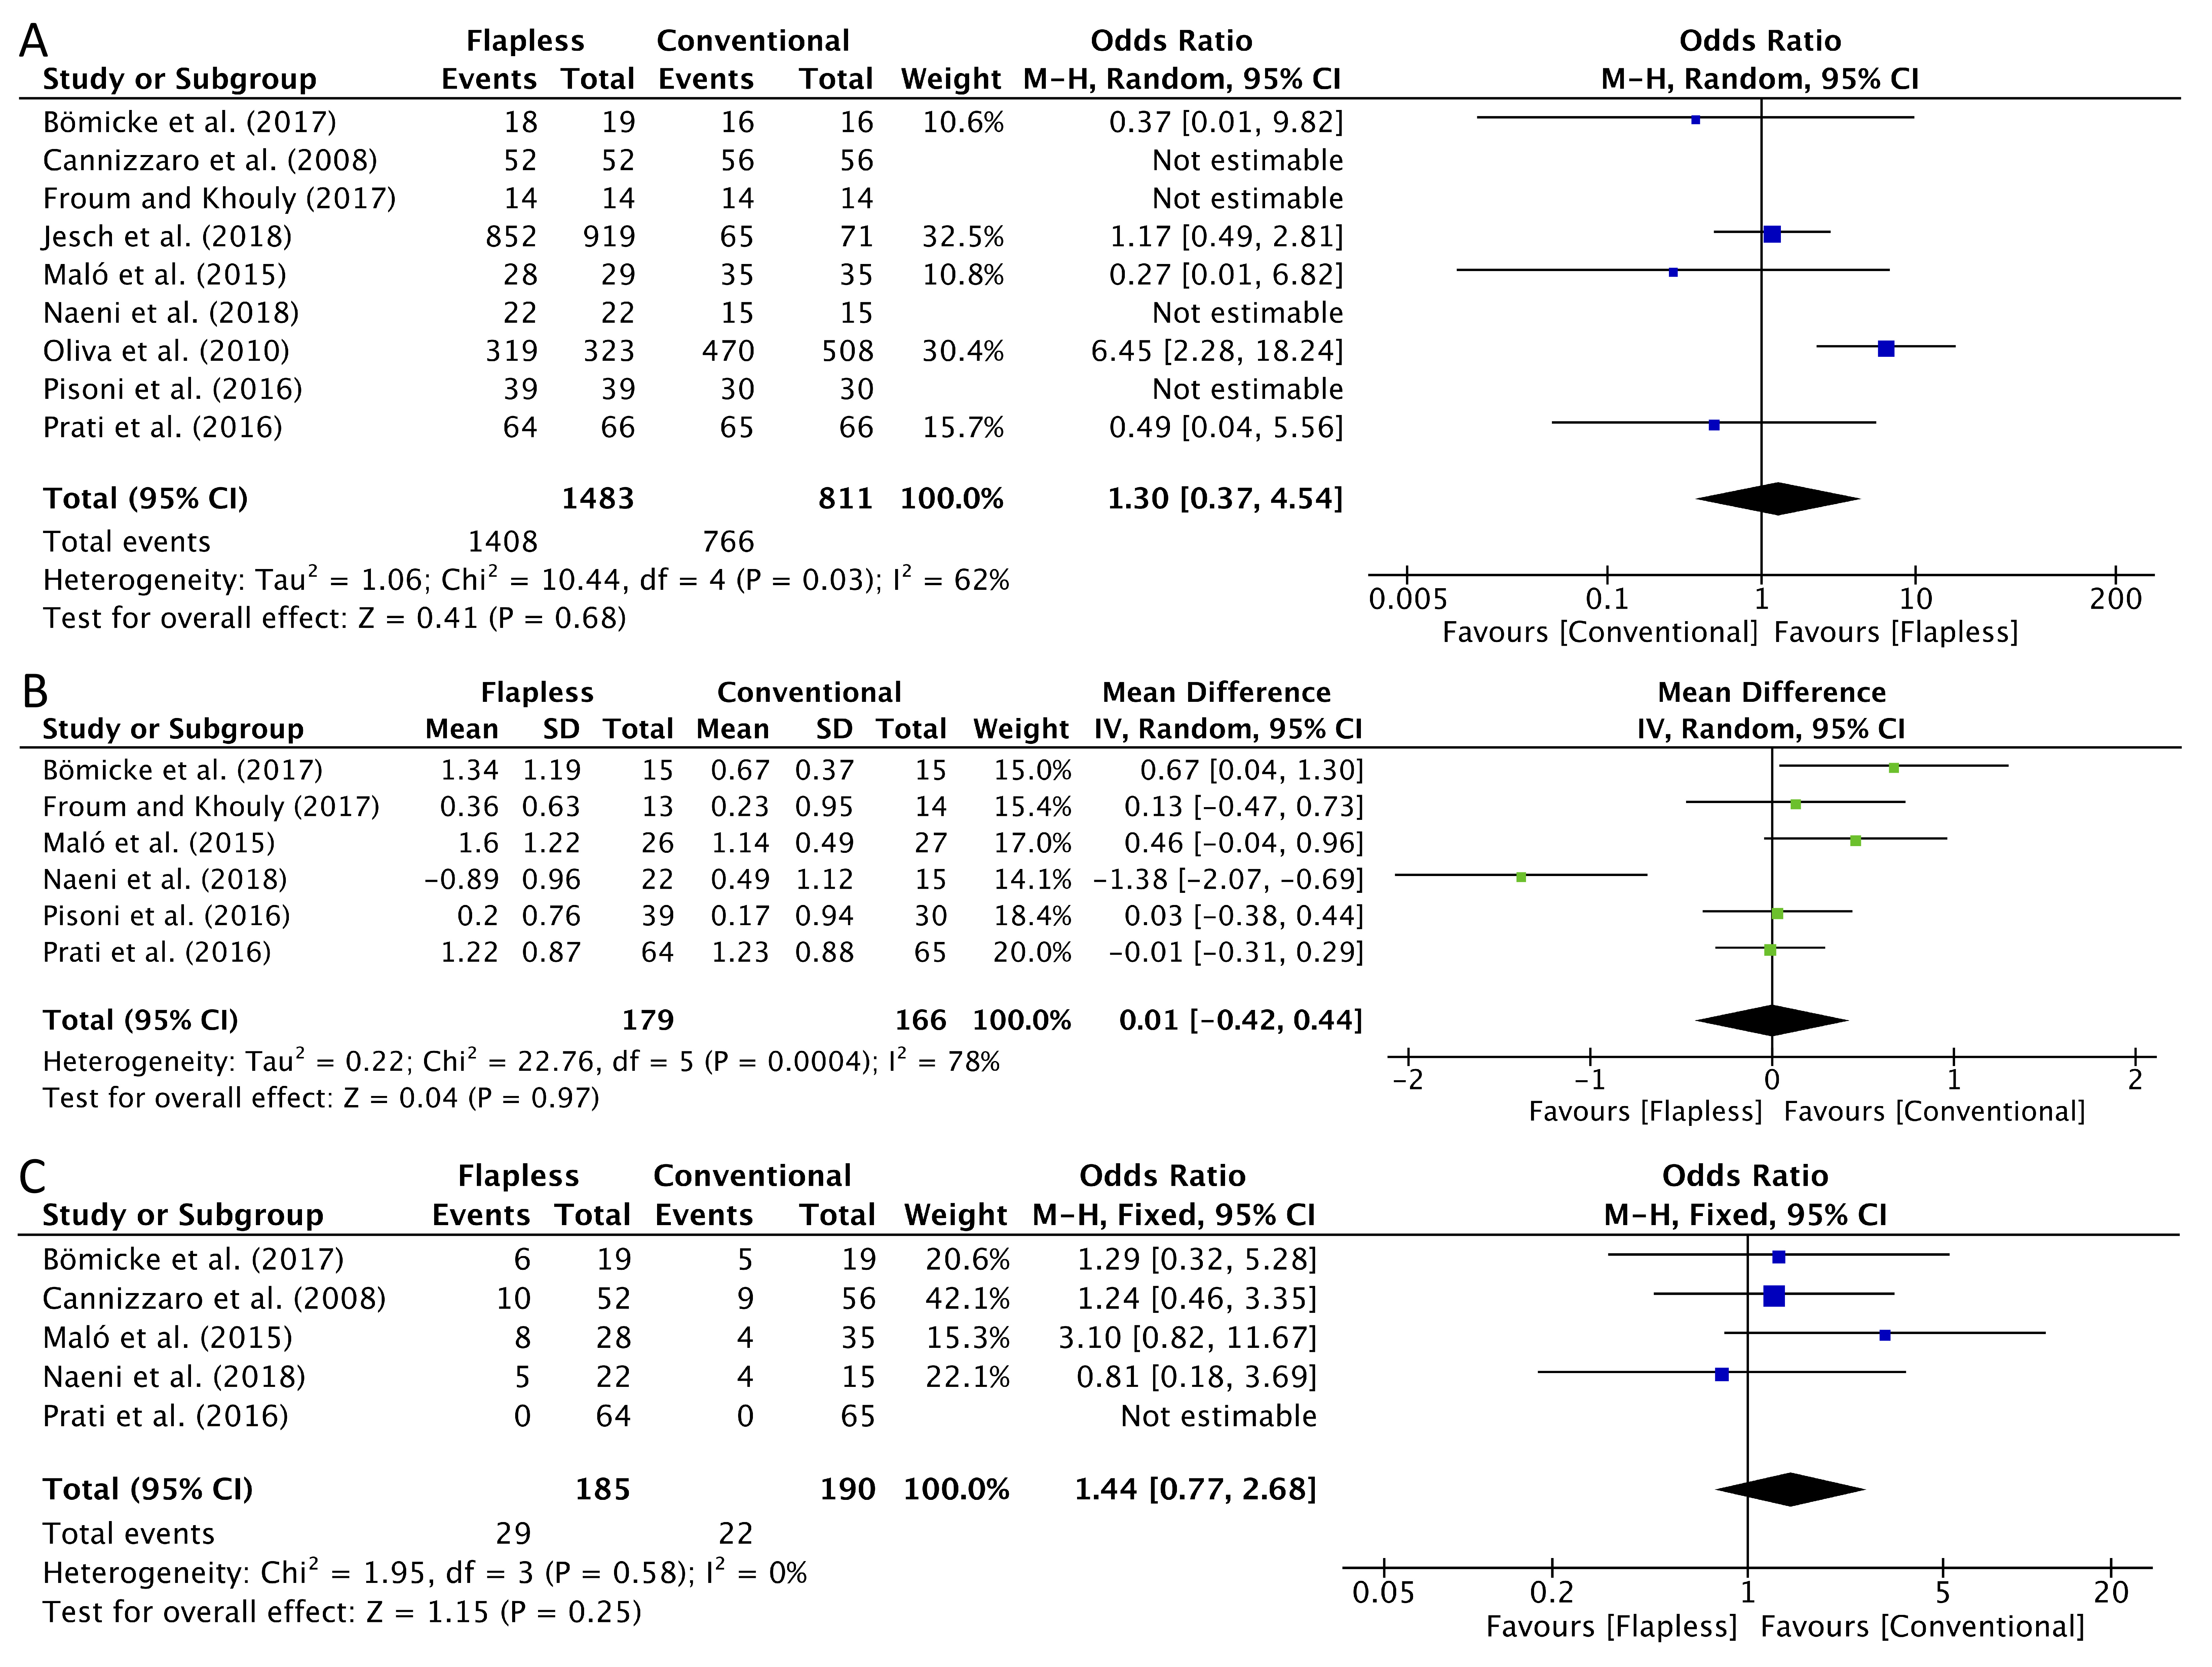 A
Flapless Conventional Odds Ratio Odds Ratio
Study or Subgroup Events Total Events Total Weight M-H, Random, 95% CI M-H, Random, 95% CI
Bömicke et al. (2017) 18 19 16 16 10.6% 0.37 [0.01, 9.82]
Cannizzaro et al. (2008) 52 52 56 56 Not estimable
Froum and Khouly (2017) 14 14 14 14 Not estimable
Jesch et al. (2018) 852 919 65 71 32.5% 1.17 [0.49, 2.81]
Maló et al. (2015) 28 29 35 35 10.8% 0.27 [0.01, 6.82]
Naeni et al. (2018) 22 22 15 15 Not estimable
Oliva et al. (2010) 319 323 470 508 30.4% 6.45 [2.28, 18.24]
Pisoni et al. (2016) 39 39 30 30 Not estimable
Prati et al. (2016) 64 66 65 66 15.7% 0.49 [0.04, 5.56]
Total (95% CI) 1483 811 100.0% 1.30 [0.37, 4.54]
Total events 1408 766
Heterogeneity: Tau² = 1.06; Chi² = 10.44, df = 4 (P = 0.03); I² = 62%
Test for overall effect: Z = 0.41 (P = 0.68)
0.005 0.1 1 10 200
Favours [Conventional] Favours [Flapless]
B
Flapless Conventional Mean Difference Mean Difference
Study or Subgroup Mean SD Total Mean SD Total Weight IV, Random, 95% CI IV, Random, 95% CI
Bömicke et al. (2017) 1.34 1.19 15 0.67 0.37 15 15.0% 0.67 [0.04, 1.30]
Froum and Khouly (2017) 0.36 0.63 13 0.23 0.95 14 15.4% 0.13 [-0.47, 0.73]
Maló et al. (2015) 1.6 1.22 26 1.14 0.49 27 17.0% 0.46 [-0.04, 0.96]
Naeni et al. (2018) -0.89 0.96 22 0.49 1.12 15 14.1% -1.38 [-2.07, -0.69]
Pisoni et al. (2016) 0.2 0.76 39 0.17 0.94 30 18.4% 0.03 [-0.38, 0.44]
Prati et al. (2016) 1.22 0.87 64 1.23 0.88 65 20.0% -0.01 [-0.31, 0.29]
Total (95% CI) 179 166 100.0% 0.01 [-0.42, 0.44]
Heterogeneity: Tau² = 0.22; Chi² = 22.76, df = 5 (P = 0.0004); I² = 78%
Test for overall effect: Z = 0.04 (P = 0.97)
-2 -1 0 1 2
Favours [Flapless] Favours [Conventional]
C
Flapless Conventional Odds Ratio Odds Ratio
Study or Subgroup Events Total Events Total Weight M-H, Fixed, 95% CI M-H, Fixed, 95% CI
Bömicke et al. (2017) 6 19 5 19 20.6% 1.29 [0.32, 5.28]
Cannizzaro et al. (2008) 10 52 9 56 42.1% 1.24 [0.46, 3.35]
Maló et al. (2015) 8 28 4 35 15.3% 3.10 [0.82, 11.67]
Naeni et al. (2018) 5 22 4 15 22.1% 0.81 [0.18, 3.69]
Prati et al. (2016) 0 64 0 65 Not estimable
Total (95% CI) 185 190 100.0% 1.44 [0.77, 2.68]
Total events 29 22
Heterogeneity: Chi² = 1.95, df = 3 (P = 0.58); I² = 0%
Test for overall effect: Z = 1.15 (P = 0.25)
0.05 0.2 1 5 20
Favours [Flapless] Favours [Conventional]